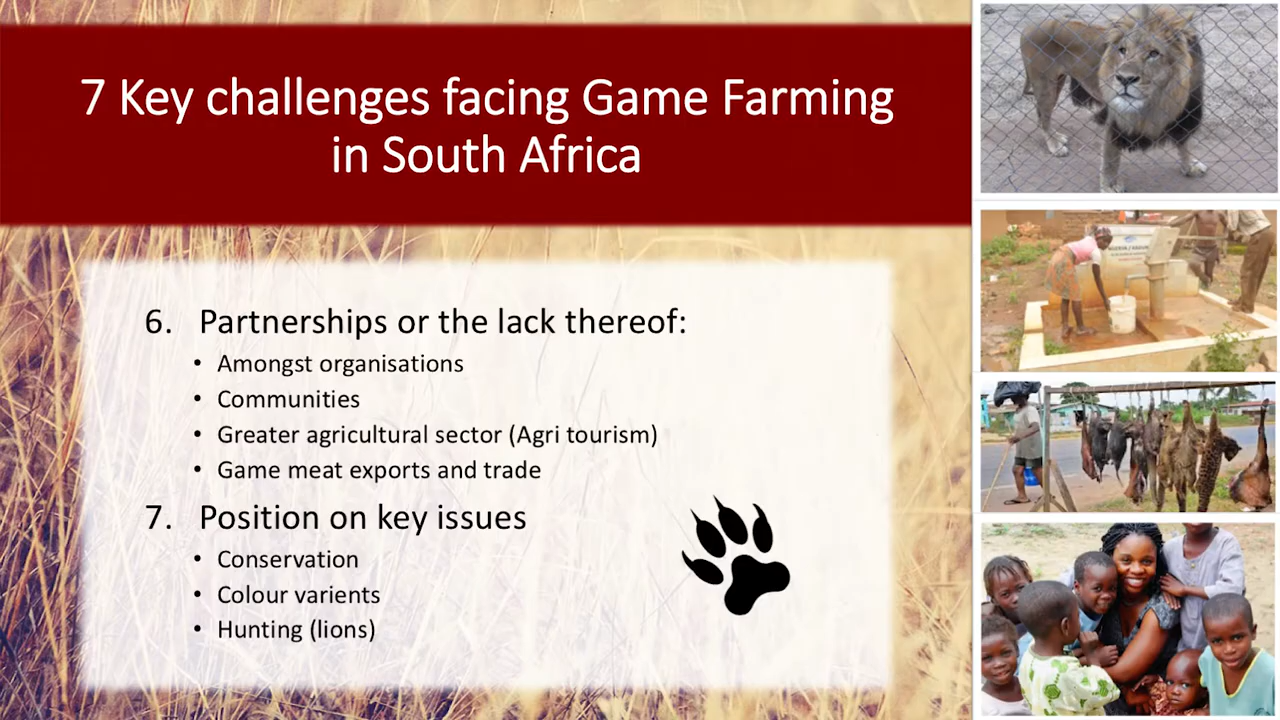 7 Key challenges facing Game Farming
in South Africa
6. Partnerships or the lack thereof:
• Amongst organisations
• Communities
• Greater agricultural sector (Agri tourism)
• Game meat exports and trade
7. Position on key issues
• Conservation
• Colour varients
• Hunting (lions)